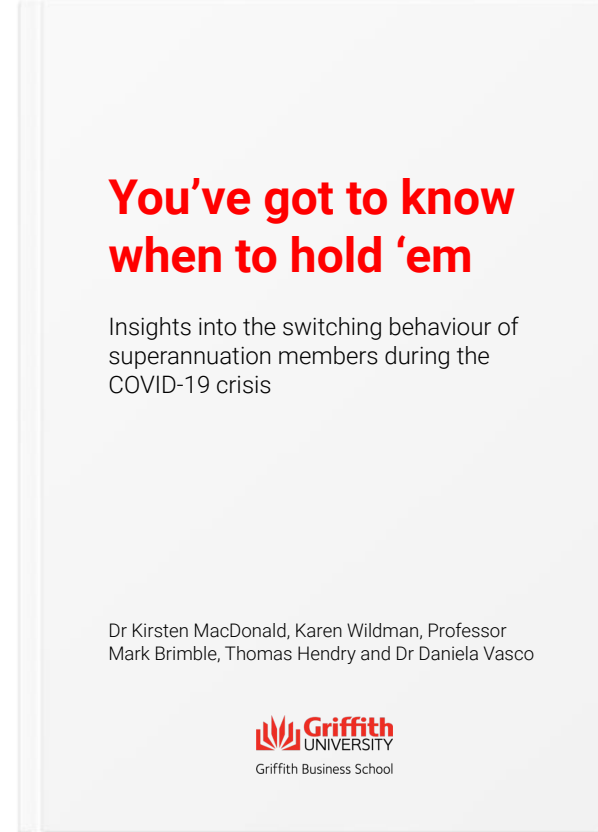 You’ve got to know
when to hold ‘em
Insights into the switching behaviour of
superannuation members during the
COVID-19 crisis
Dr Kirsten MacDonald, Karen Wildman, Professor
Mark Brimble, Thomas Hendry and Dr Daniela Vasco
Griffith
UNIVERSITY
Griffith Business School